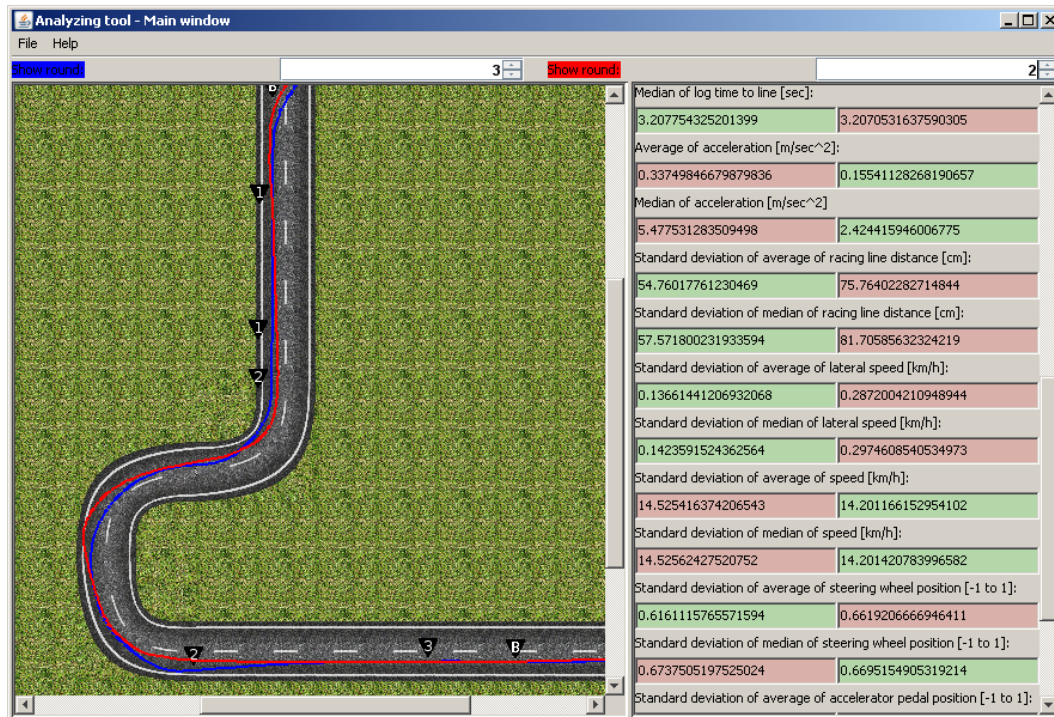 Analyzing tool - Main window
File Help
Show round: 3 Show round: 2
B
1
1
2
2 3 B
Median of log time to line [sec]:
3.207754325201399 3.2070531637590305
Average of acceleration [m/sec^2]:
0.33749846679879836 0.15541128268190657
Median of acceleration [m/sec^2]
5.477531283509498 2.424415946006775
Standard deviation of average of racing line distance [cm]:
54.76017761230469 75.76402282714844
Standard deviation of median of racing line distance [cm]:
57.571800231933594 81.70585632324219
Standard deviation of average of lateral speed [km/h]:
0.13661441206932068 0.2872004210948944
Standard deviation of median of lateral speed [km/h]:
0.1423591524362564 0.2974608540534973
Standard deviation of average of speed [km/h]:
14.525416374206543 14.201166152954102
Standard deviation of median of speed [km/h]:
14.52562427520752 14.201420783996582
Standard deviation of average of steering wheel position [-1 to 1]:
0.6161115765571594 0.6619206666946411
Standard deviation of median of steering wheel position [-1 to 1]:
0.6737505197525024 0.6695154905319214
Standard deviation of average of accelerator pedal position [-1 to 1]: